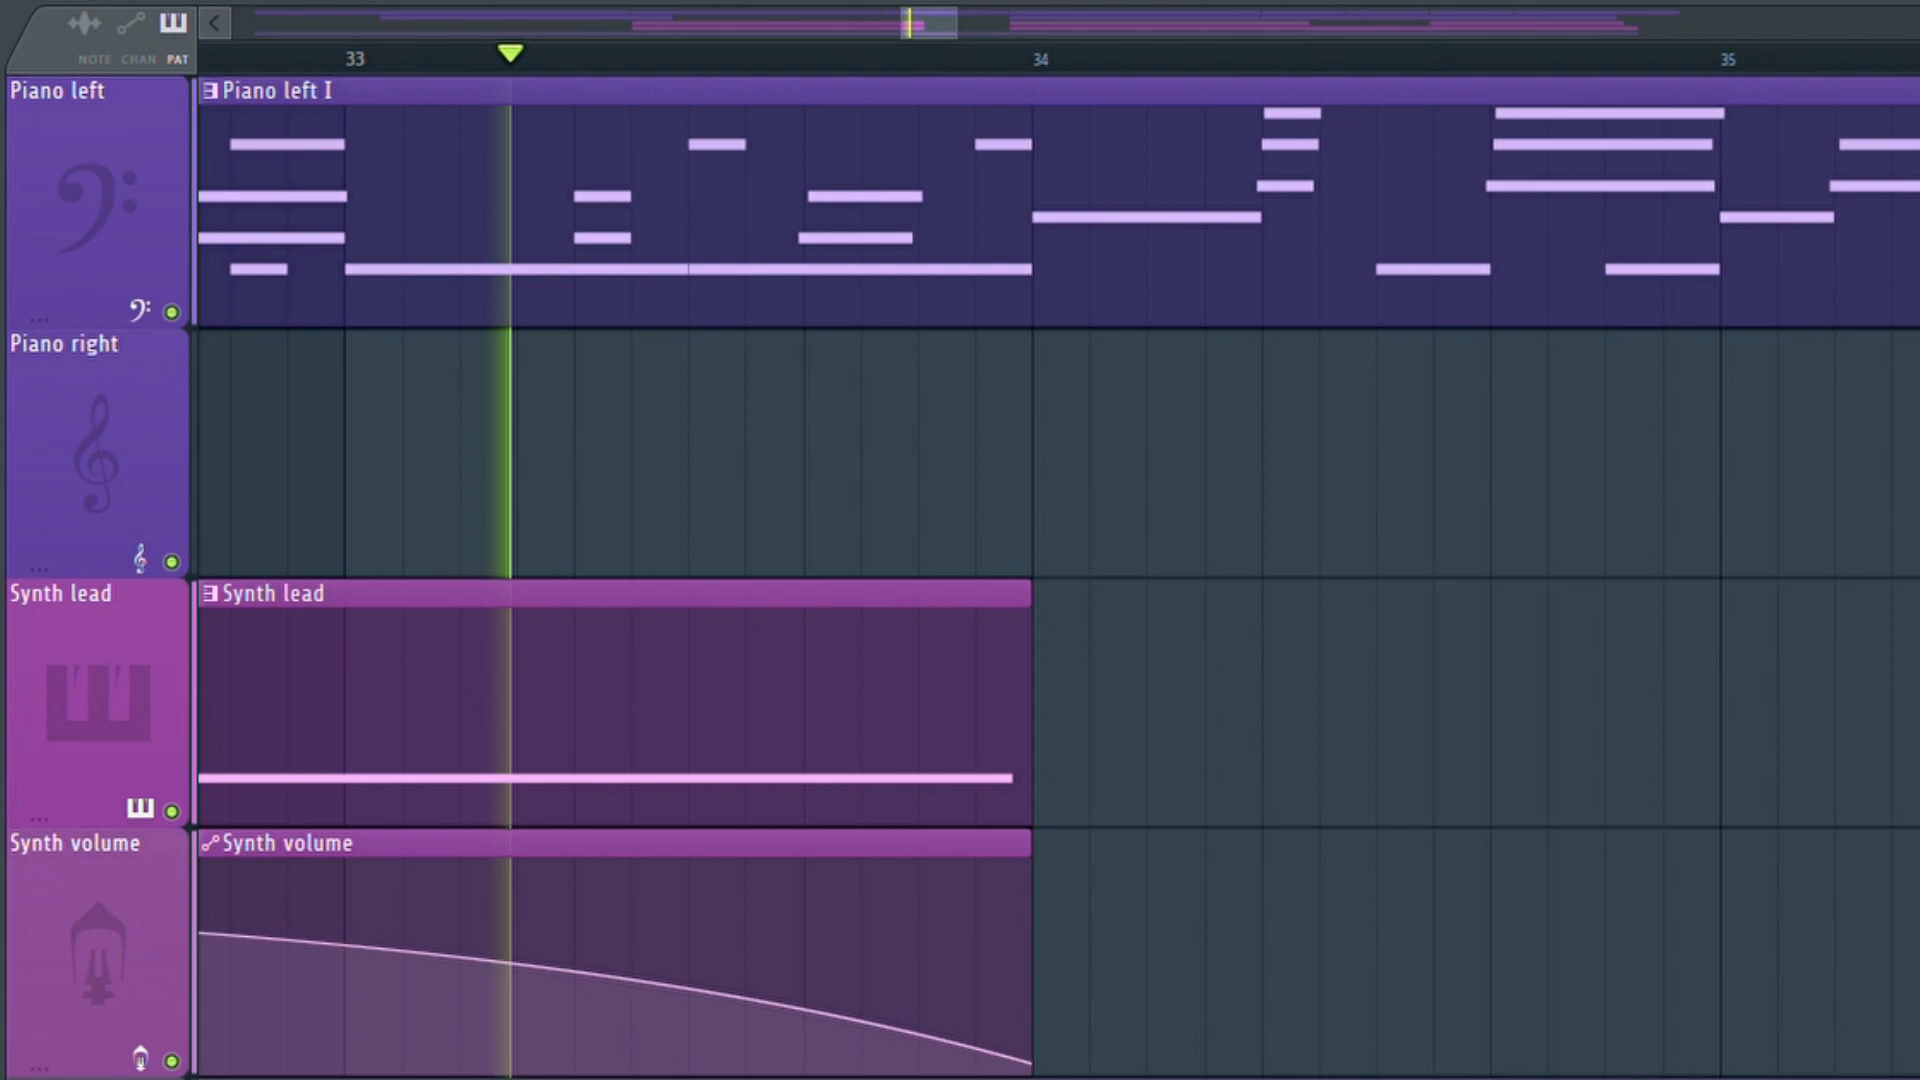 NOTE CHAN PAT
33 34 35
Piano left
Piano left I
Piano right
Synth lead
Synth lead
Synth volume
Synth volume